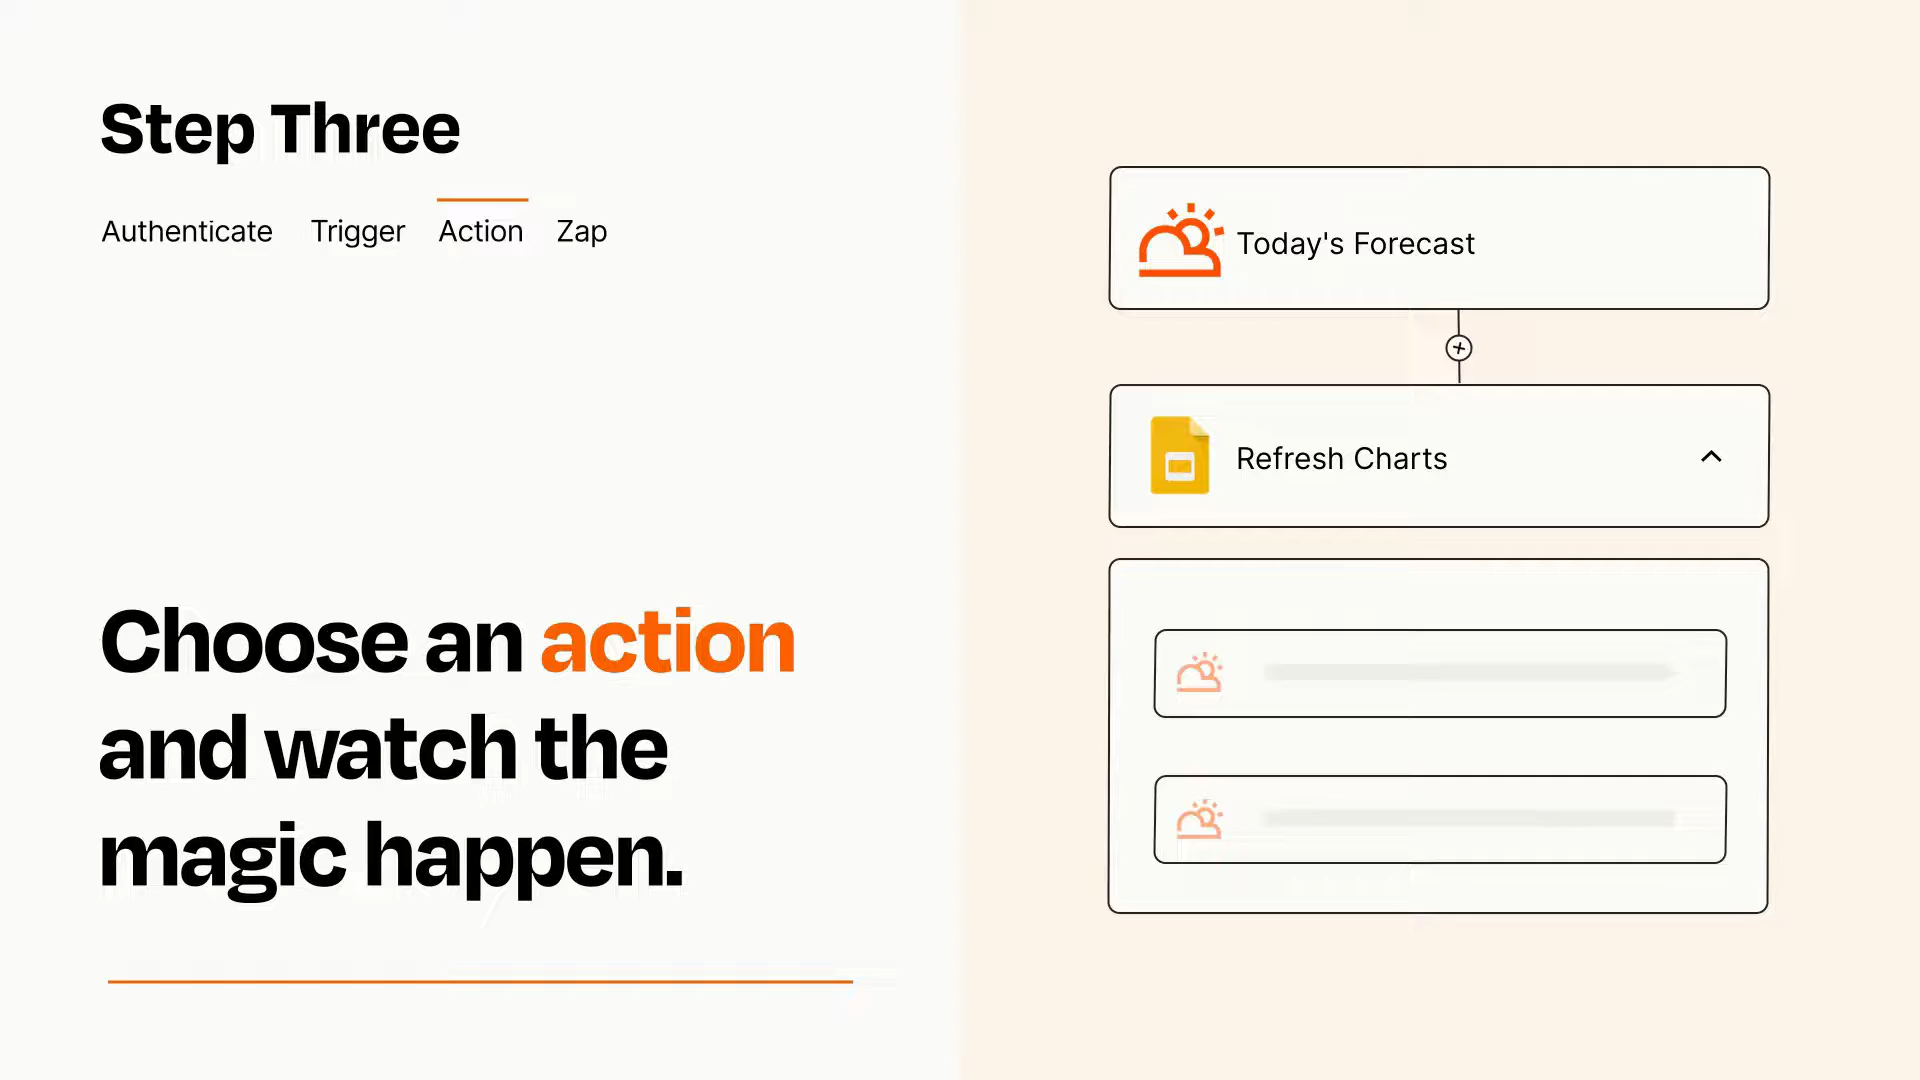 Step Three
Authenticate Trigger Action Zap
Choose an action
and watch the
magic happen.
Today's Forecast
Refresh Charts